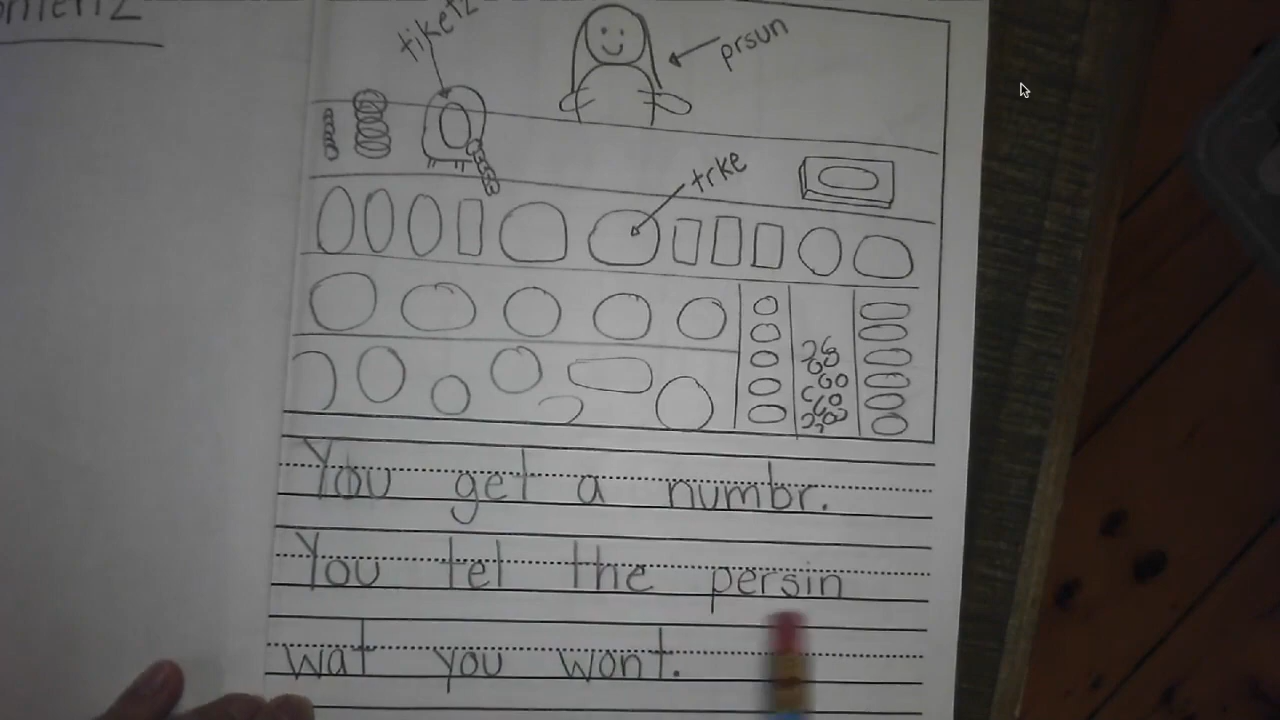 tiketz
prsun
trke
You get a numbr.
You tel the persin
wat you wont.